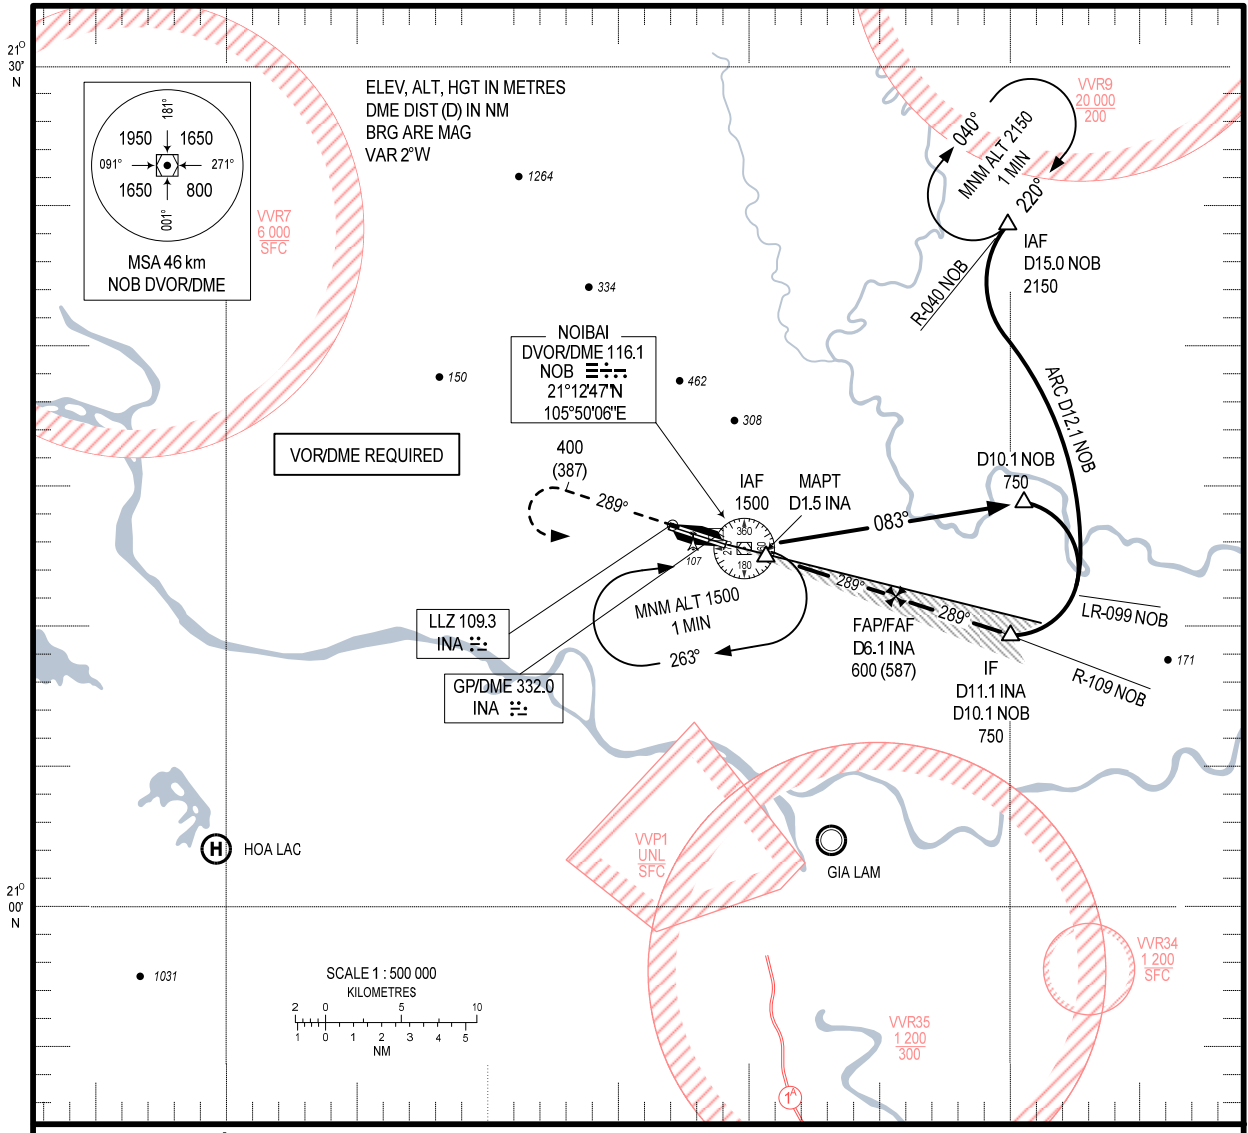 21°
30'
N
181°
1950
1650
091°
271°
1650
800
001°
MSA 46 km
NOB DVOR/DME
ELEV, ALT, HGT IN METRES
DME DIST (D) IN NM
BRG ARE MAG
VAR 2°W
1264
VVR7
6 000
SFC
VVR9
20 000
200
040°
MNM ALT 2150
1 MIN
220°
IAF
D15.0 NOB
2150
R-040 NOB
334
NOIBAI
DVOR/DME 116.1
NOB
21°12'47"N
105°50'06"E
150
462
308
ARC D12.1 NOB
VOR/DME REQUIRED
400
(387)
289°
IAF
1500
MAPT
D1.5 INA
D10.1 NOB
750
083°
360
180
107
289°
289°
MNM ALT 1500
1 MIN
263°
LLZ 109.3
INA
GP/DME 332.0
INA
FAP/FAF
D6.1 INA
600 (587)
LR-099 NOB
R-109 NOB
171
IF
D11.1 INA
D10.1 NOB
750
H
HOA LAC
VVP1
UNL
SFC
GIA LAM
21°
00'
N
1031
SCALE 1 : 500 000
KILOMETRES
2 0 5 10
1 0 1 2 3 4 5
NM
VVR34
1 200
SFC
VVR35
1 200
300
1A